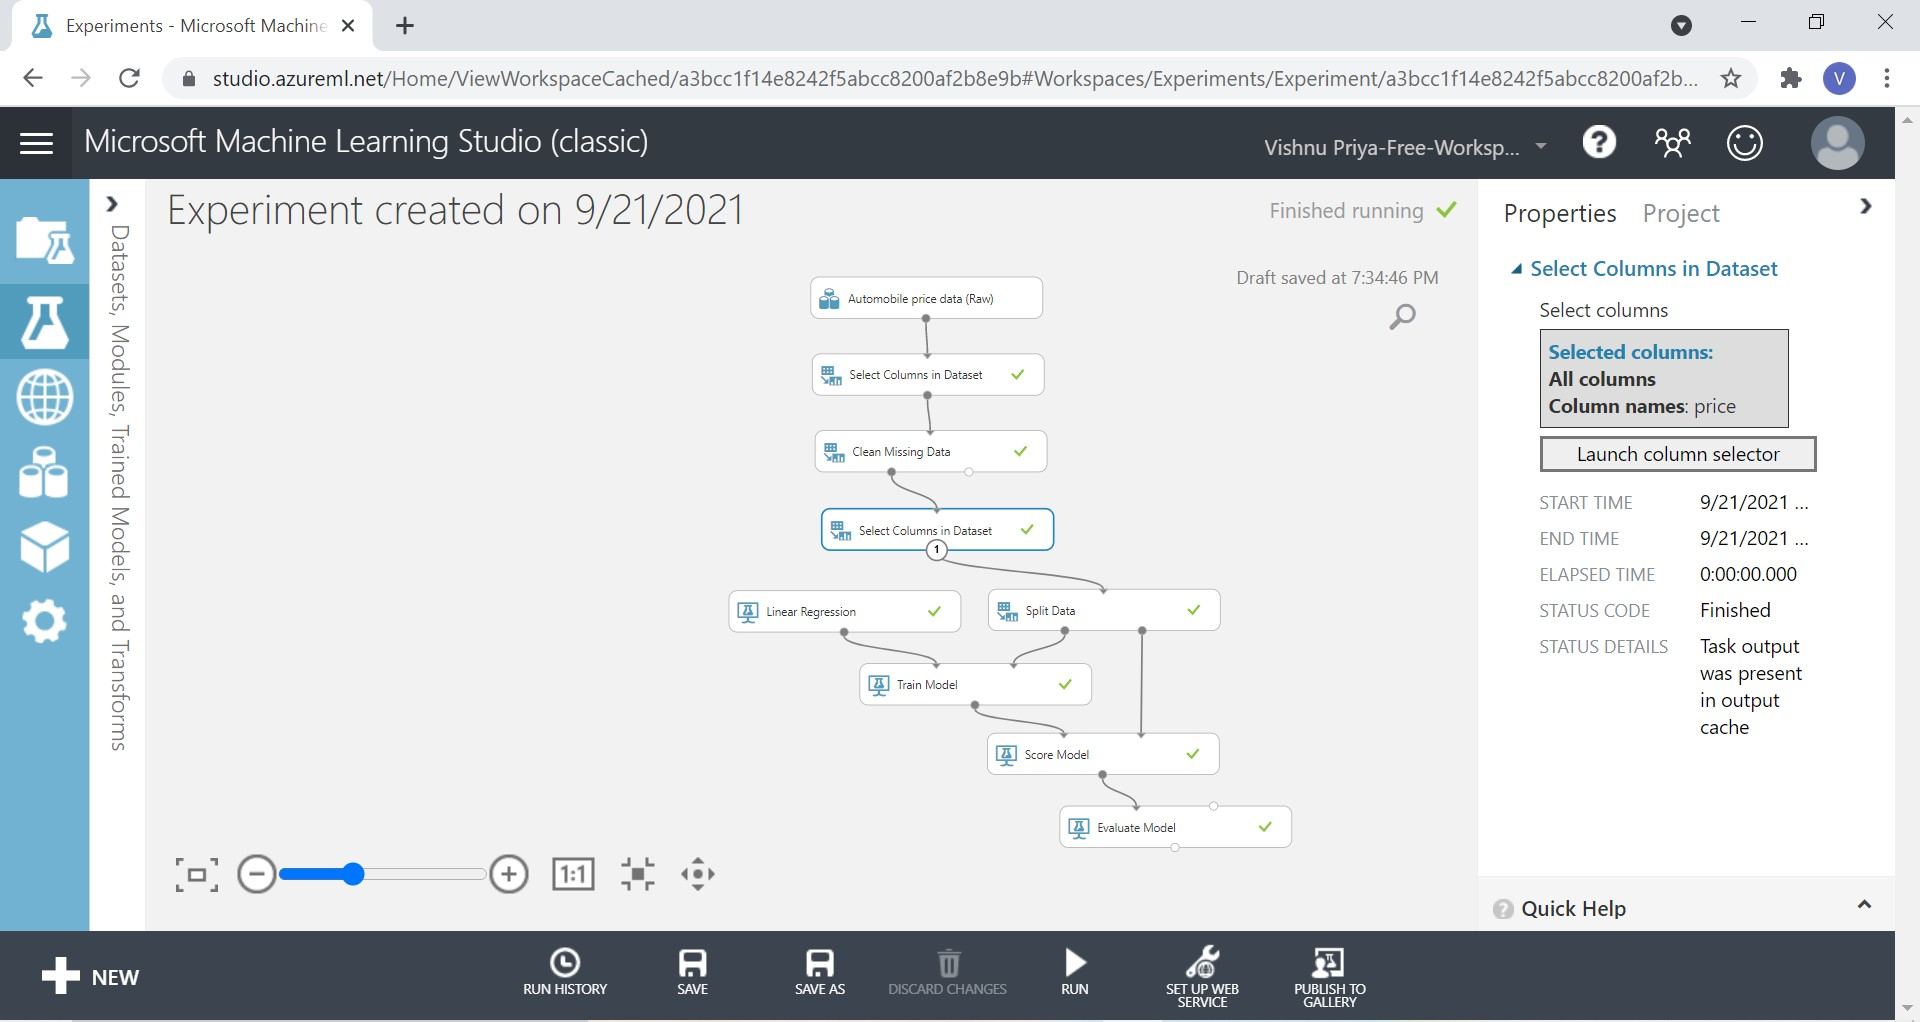 Experiments - Microsoft Machine
studio.azureml.net/Home/ViewWorkspaceCached/a3bcc1f14e8242f5abcc8200af2b8e9b#Workspaces/Experiments/Experiment/a3bcc1f14e8242f5abcc8200af2b...
V
Microsoft Machine Learning Studio (classic)
Vishnu Priya-Free-Worksp...
?
Datasets, Modules, Trained Models, and Transforms
Experiment created on 9/21/2021
Finished running
Draft saved at 7:34:46 PM
Automobile price data (Raw)
Select Columns in Dataset
Clean Missing Data
Select Columns in Dataset
1
Linear Regression
Split Data
Train Model
Score Model
Evaluate Model
1:1
Properties Project
Select Columns in Dataset
Select columns
Selected columns:
All columns
Column names: price
Launch column selector
START TIME 9/21/2021 ...
END TIME 9/21/2021 ...
ELAPSED TIME 0:00:00.000
STATUS CODE Finished
STATUS DETAILS Task output
was present
in output
cache
? Quick Help
NEW
RUN HISTORY
SAVE
SAVE AS
DISCARD CHANGES
RUN
SET UP WEB
SERVICE
PUBLISH TO
GALLERY